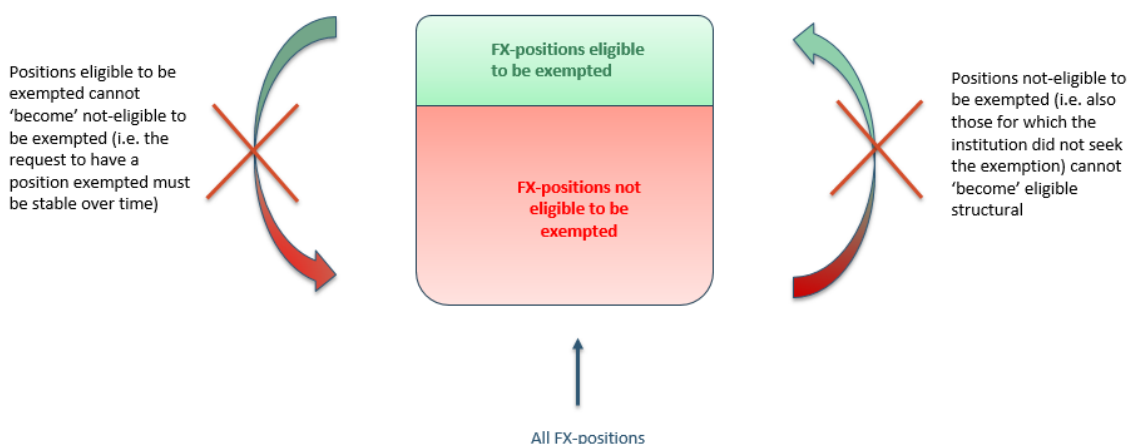 Positions eligible to be
exempted cannot
‘become’ not-eligible to
be exempted (i.e. the
request to have a
position exempted must
be stable over time)
FX-positions eligible
to be exempted
FX-positions not
eligible to be
exempted
Positions not-eligible to
be exempted (i.e. also
those for which the
institution did not seek
the exemption) cannot
‘become’ eligible
structural
All FX-positions